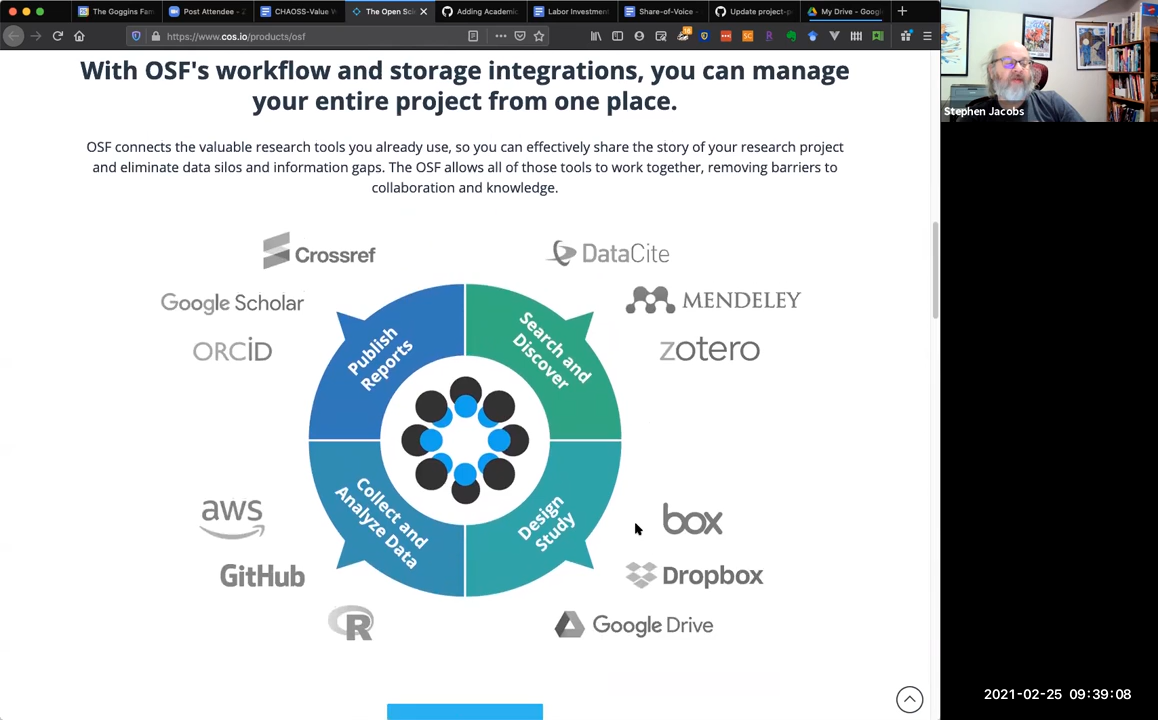 The Goggins Fam
Post Attendee - Z
CHAOSS-Value W
The Open Sci
Adding Academic
Labor Investment
Share-of-Voice -
Update project-p
My Drive - Googl
https://www.cos.io/products/osf
With OSF's workflow and storage integrations, you can manage
your entire project from one place.
OSF connects the valuable research tools you already use, so you can effectively share the story of your research project
and eliminate data silos and information gaps. The OSF allows all of those tools to work together, removing barriers to
collaboration and knowledge.
Crossref
DataCite
Google Scholar
MENDELEY
ORCiD
zotero
Publish
Reports
Search and
Discover
Collect and
Analyze Data
Design
Study
aws
box
GitHub
Dropbox
R
Google Drive
Stephen Jacobs
2021-02-25 09:39:08